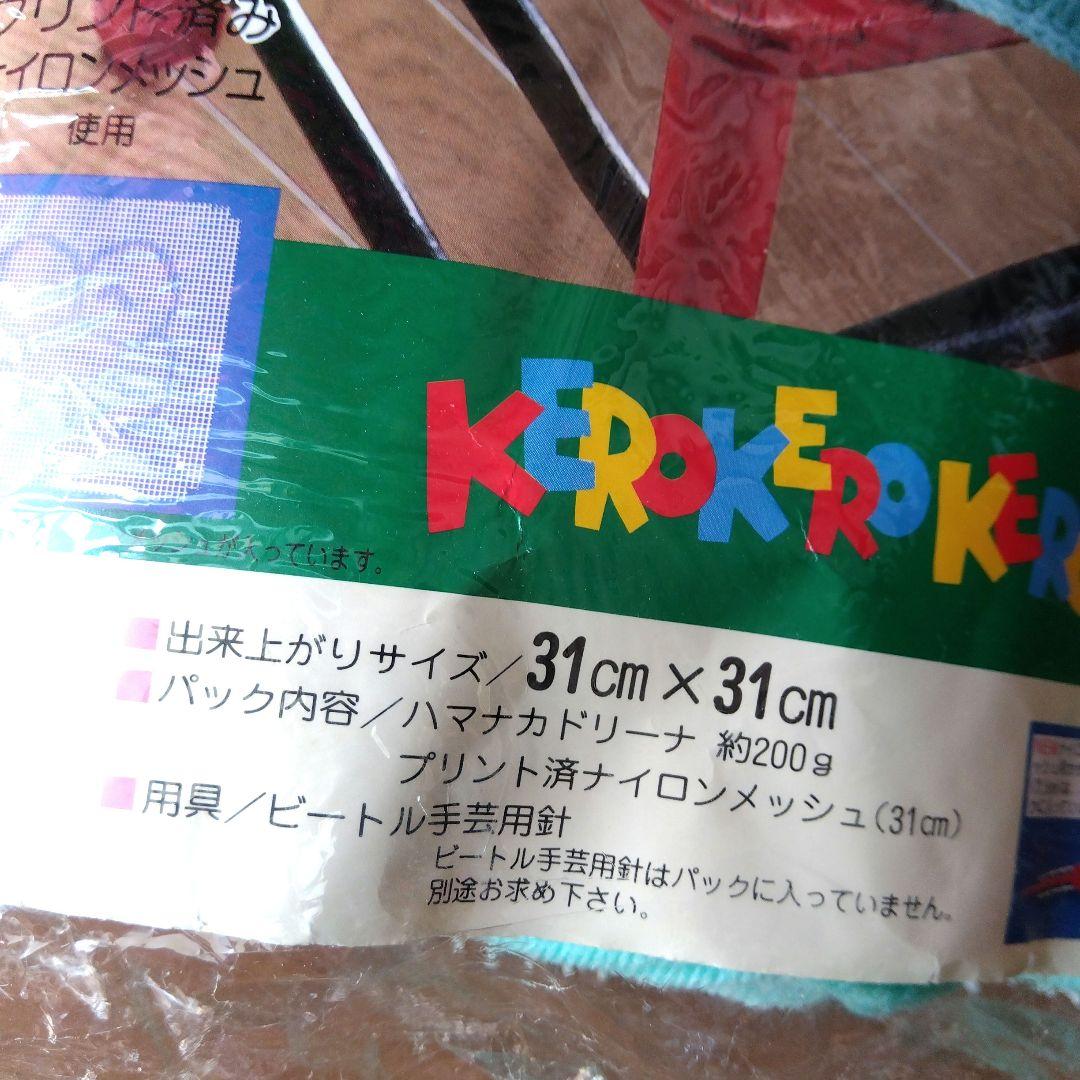 プリント済み
ナイロンメッシュ
使用
っています。
KEROKEROKERO
■出来上がりサイズ/31cm×31cm
■パック内容/ハマナカドリーナ 約200g
プリント済ナイロンメッシュ(31cm)
■用具/ビートル手芸用針
ビートル手芸用針はパックに入っていません。
別途お求め下さい。